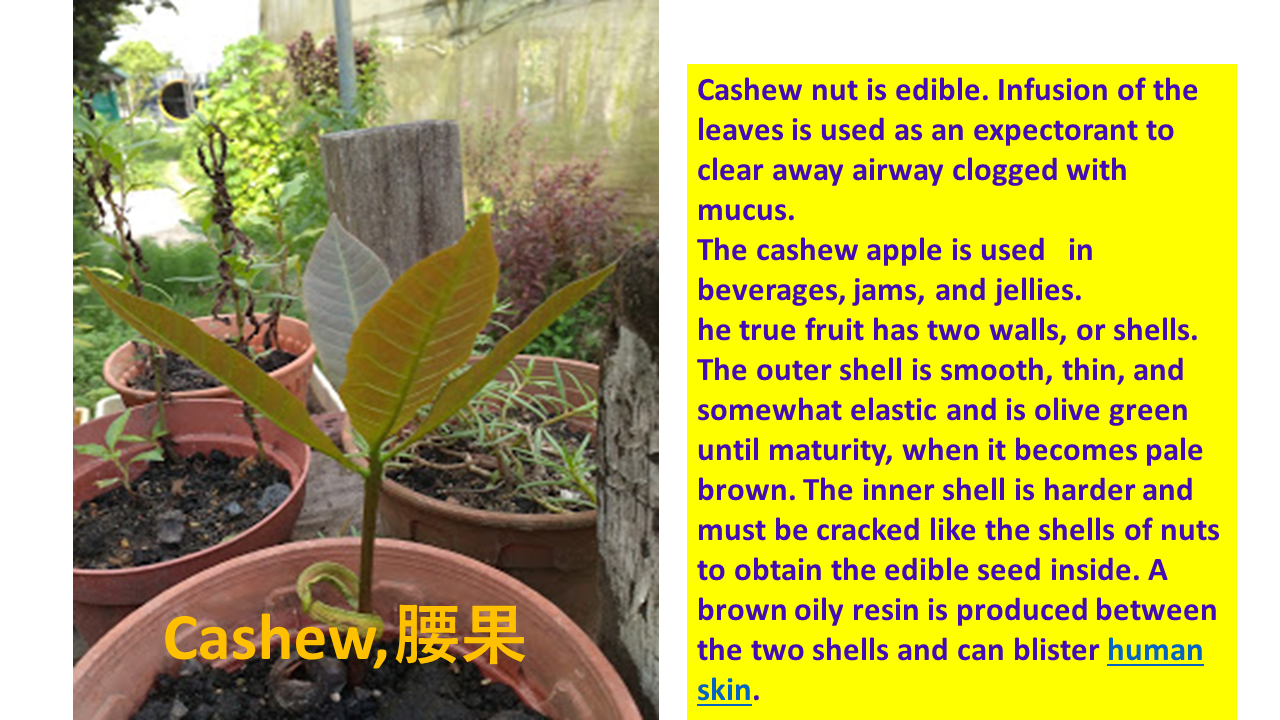 Cashew nut is edible. Infusion of the
leaves is used as an expectorant to
clear away airway clogged with
mucus.
The cashew apple is used   in
beverages, jams, and jellies.
he true fruit has two walls, or shells.
The outer shell is smooth, thin, and
somewhat elastic and is olive green
until maturity, when it becomes pale
brown. The inner shell is harder and
must be cracked like the shells of nuts
to obtain the edible seed inside. A
brown oily resin is produced between
the two shells and can blister human
skin.
Cashew,腰果